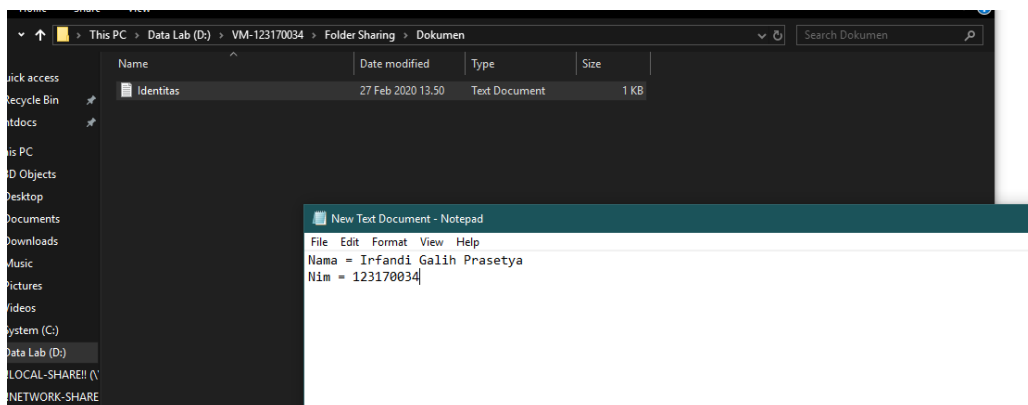 This PC > Data Lab (D:) > VM-123170034 > Folder Sharing > Dokumen
Search Dokumen
Name Date modified Type Size
Identitas 27 Feb 2020 13.50 Text Document 1 KB
uick access
Recycle Bin
ntdocs
his PC
3D Objects
Desktop
Documents
Downloads
Music
Pictures
Videos
System (C:)
Data Lab (D:)
!LOCAL-SHARE!! (\
!NETWORK-SHARE
New Text Document - Notepad
File Edit Format View Help
Nama = Irfandi Galih Prasetya
Nim = 123170034